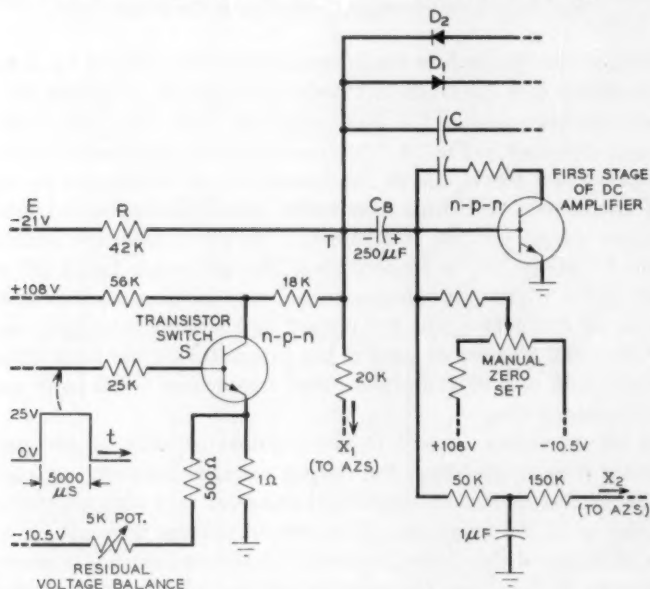 D2
D1
C
FIRST STAGE
OF DC
AMPLIFIER
n-p-n
E
R
CB
-21V
42K
T
- +
250μF
+108V
56K
18K
TRANSISTOR
SWITCH
n-p-n
S
25K
MANUAL
ZERO
SET
20K
25V
0V
t
5000
μS
500Ω
1Ω
X1
(TO AZS)
+108V
-10.5V
50K
150K
X2
(TO AZS)
1μF
5K POT.
-10.5V
RESIDUAL
VOLTAGE BALANCE